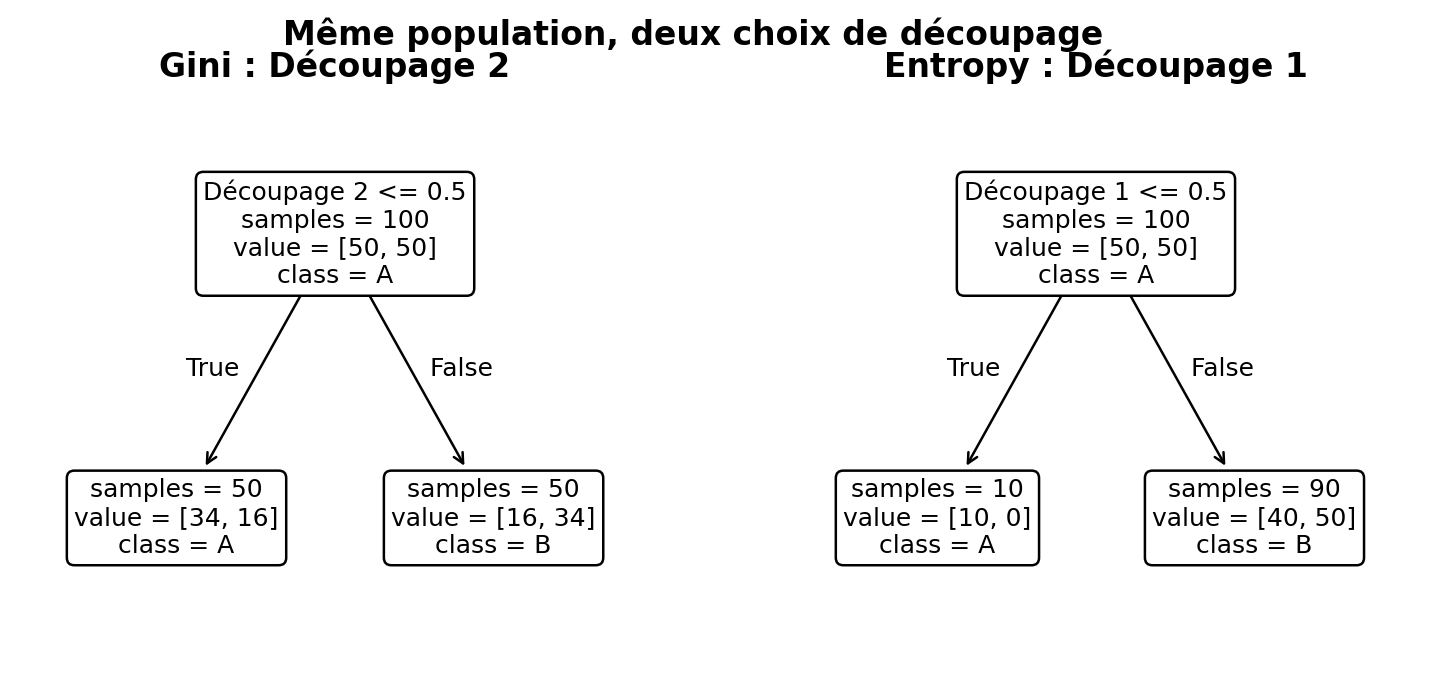 Même population, deux choix de découpage
Gini : Découpage 2
Découpage 2 <= 0.5
samples = 100
value = [50, 50]
class = A
True
False
samples = 50
value = [34, 16]
class = A
samples = 50
value = [16, 34]
class = B
Entropy : Découpage 1
Découpage 1 <= 0.5
samples = 100
value = [50, 50]
class = A
True
False
samples = 10
value = [10, 0]
class = A
samples = 90
value = [40, 50]
class = B